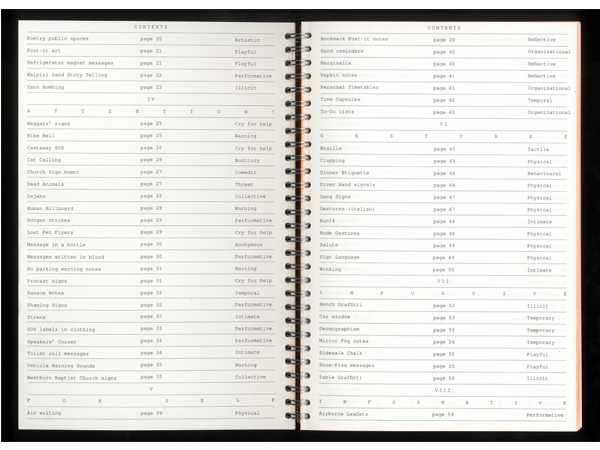 CONTENTS
Poetry public spaces page 20 Artistic
Post-it art page 21 Playful
Refrigerator magnet messages page 21 Playful
Walpiri Sand Story Telling page 22 Performative
Yarn Bombing page 22 Illicit
IV
A T T E N T I O N !
Beggars' signs page 25 Cry for help
Bike Bell page 25 Warning
Castaway SOS page 26 Cry for help
Cat Calling page 26 Auditory
Church Sign Humor page 27 Comedic
Dead Animals page 27 Threat
Dejabo page 28 Collective
Human Billboard page 28 Warning
Hunger strikes page 29 Performative
Lost Pet Flyers page 29 Cry for help
Message in a bottle page 30 Anonymous
Messages written in blood page 30 Performative
No parking warning notes page 31 Warning
Protest signs page 31 Cry for help
Ransom Notes page 32 Temporal
Shaming Signs page 32 Performative
Sirens page 33 Intimate
SOS labels in clothing page 33 Performative
Speakers' Corner page 34 Performative
Toilet roll messages page 34 Intimate
Vehicle Warning Sounds page 35 Warning
Westborn Baptist Church signs page 35 Collective
V
F O R S E L F
Air writing page 39 Physical
CONTENTS
Bookmark Post-it notes page 39 Reflective
Hand reminders page 40 Organizational
Marginalia page 40 Reflective
Napkin notes page 41 Reflective
Personal Timetables page 41 Organizational
Time Capsules page 42 Temporal
To-Do lists page 42 Organizational
VI
G E S T U R E S
Braille page 45 Tactile
Clapping page 45 Physical
Dinner Etiquette page 46 Behavioural
Diver Hand signals page 46 Physical
Gang Signs page 47 Physical
Gestures (Italian) page 47 Physical
Kunik page 48 Intimate
Rude Gestures page 48 Physical
Salute page 49 Physical
Sign Language page 49 Physical
Winking page 50 Intimate
VII
I M P U L S I V E
Bench Graffiti page 53 Illicit
Car window page 53 Temporary
Dermographism page 54 Temporary
Mirror Fog notes page 54 Temporary
Sidewalk Chalk page 55 Playful
Snow-Piss messages page 55 Playful
Table Graffiti page 56 Illicit
VIII
I N F O R M A T I V E
Airborne Leaflets page 59 Performative